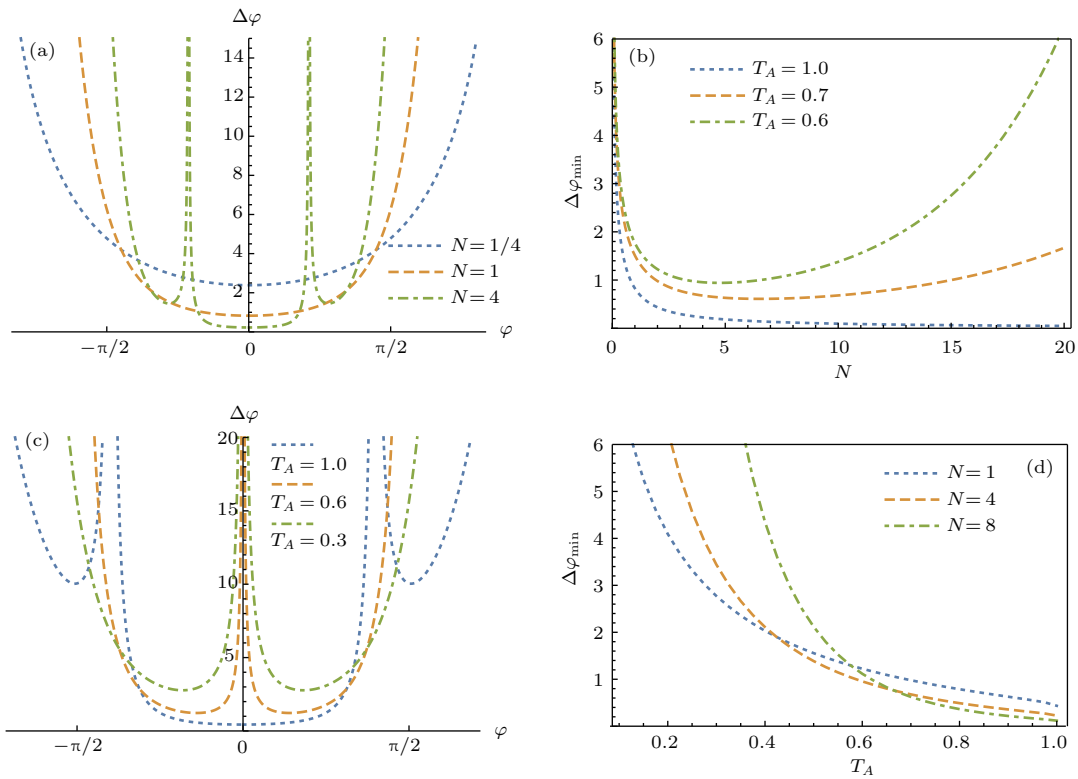 (a)
Δφ
14
12
10
8
6
4
2
N = 1/4
N = 1
N = 4
−π/2
0
π/2
φ
(b)
6
5
4
3
2
1
Δφmin
T_A = 1.0
T_A = 0.7
T_A = 0.6
0
5
10
15
20
N
(c)
Δφ
20
15
10
5
T_A = 1.0
T_A = 0.6
T_A = 0.3
−π/2
0
π/2
φ
(d)
6
5
4
3
2
1
Δφmin
N = 1
N = 4
N = 8
0.2
0.4
0.6
0.8
1.0
T_A